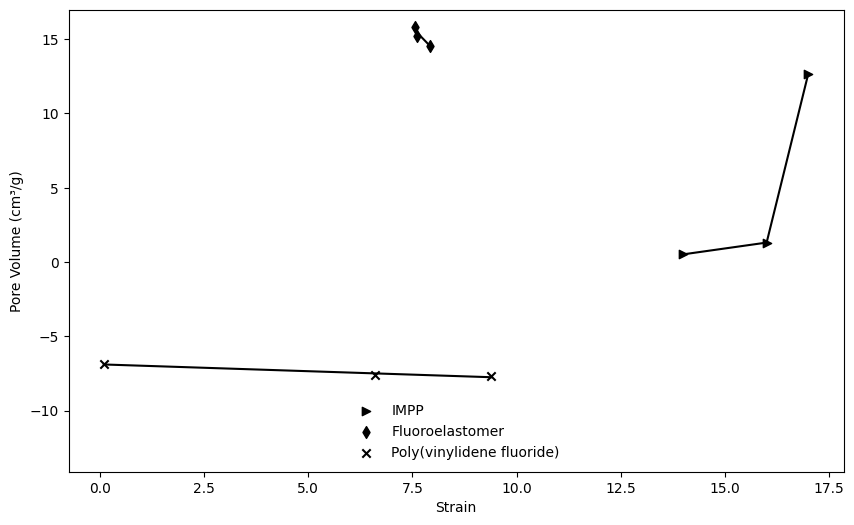 15
10
5
0
−5
−10
Pore Volume (cm³/g)
IMPP
Fluoroelastomer
Poly(vinylidene fluoride)
0.0 2.5 5.0 7.5 10.0 12.5 15.0 17.5
Strain